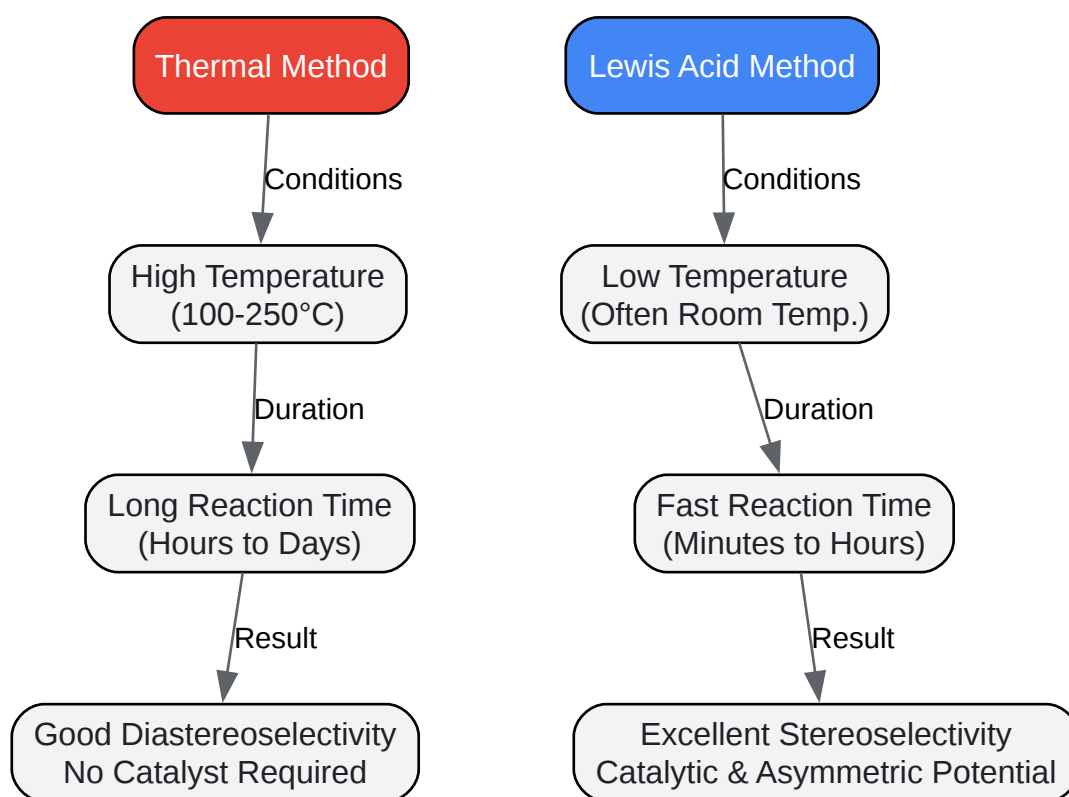 Thermal Method
Conditions
High Temperature
(100-250°C)
Duration
Long Reaction Time
(Hours to Days)
Result
Good Diastereoselectivity
No Catalyst Required
Lewis Acid Method
Conditions
Low Temperature
(Often Room Temp.)
Duration
Fast Reaction Time
(Minutes to Hours)
Result
Excellent Stereoselectivity
Catalytic & Asymmetric Potential